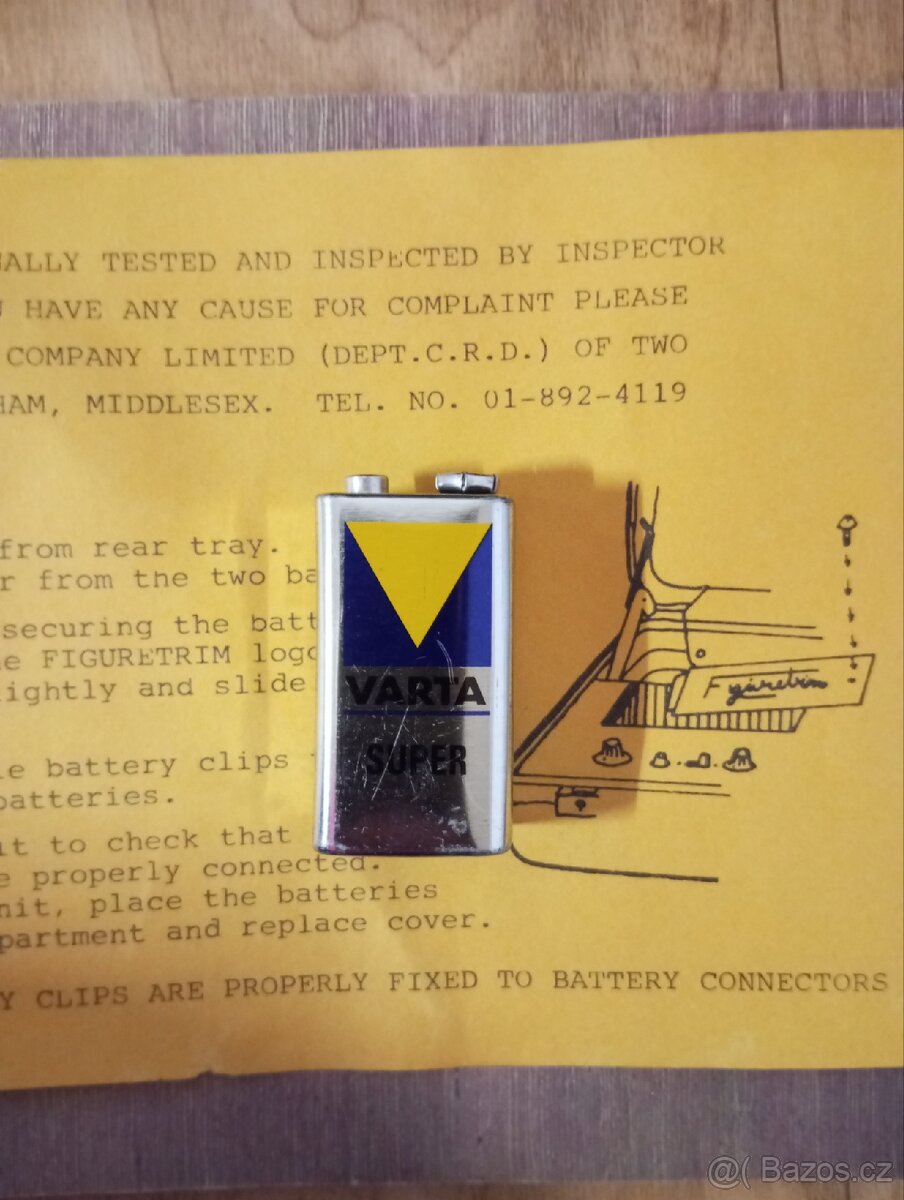 UALLY TESTED AND INSPECTED BY INSPECTOR
U HAVE ANY CAUSE FOR COMPLAINT PLEASE
COMPANY LIMITED (DEPT.C.R.D.) OF TWO
HAM, MIDDLESEX. TEL. NO. 01-892-4119
from rear tray.
r from the two ba
securing the batt
e FIGURETRIM logo
lightly and slide
le battery clips
batteries.
it to check that
e properly connected.
nit, place the batteries
partment and replace cover.
Y CLIPS ARE PROPERLY FIXED TO BATTERY CONNECTORS
VARTA
SUPER
Figuretrim
@( Bazos.cz